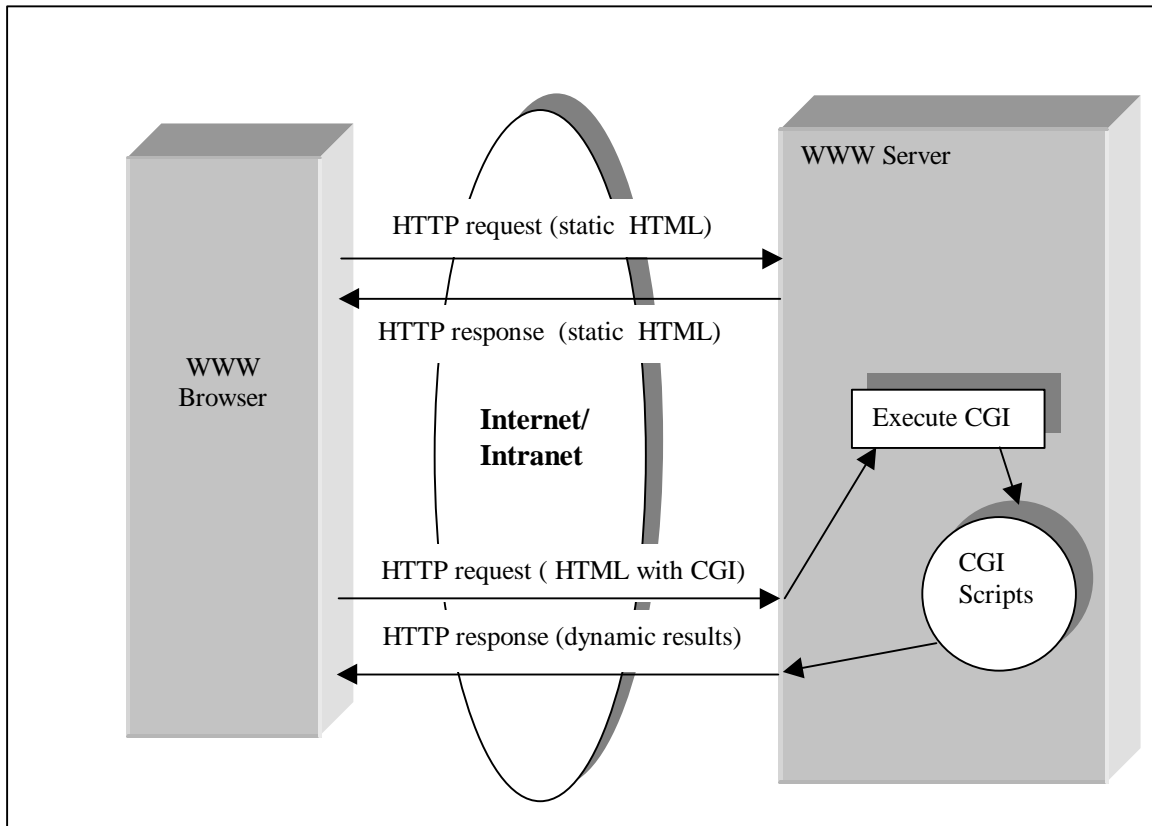 WWW Server
HTTP request (static HTML)
HTTP response (static HTML)
WWW
Browser
Internet/
Intranet
Execute CGI
HTTP request ( HTML with CGI)
CGI
Scripts
HTTP response (dynamic results)